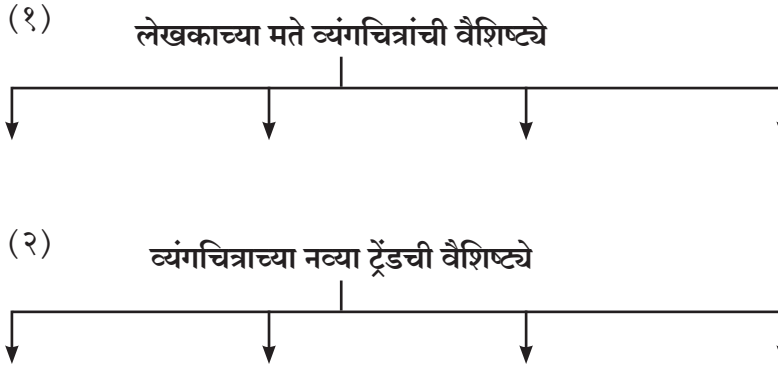 (१)
लेखकाच्या मते व्यंगचित्रांची वैशिष्ट्ये
(२)
व्यंगचित्राच्या नव्या ट्रेंडची वैशिष्ट्ये